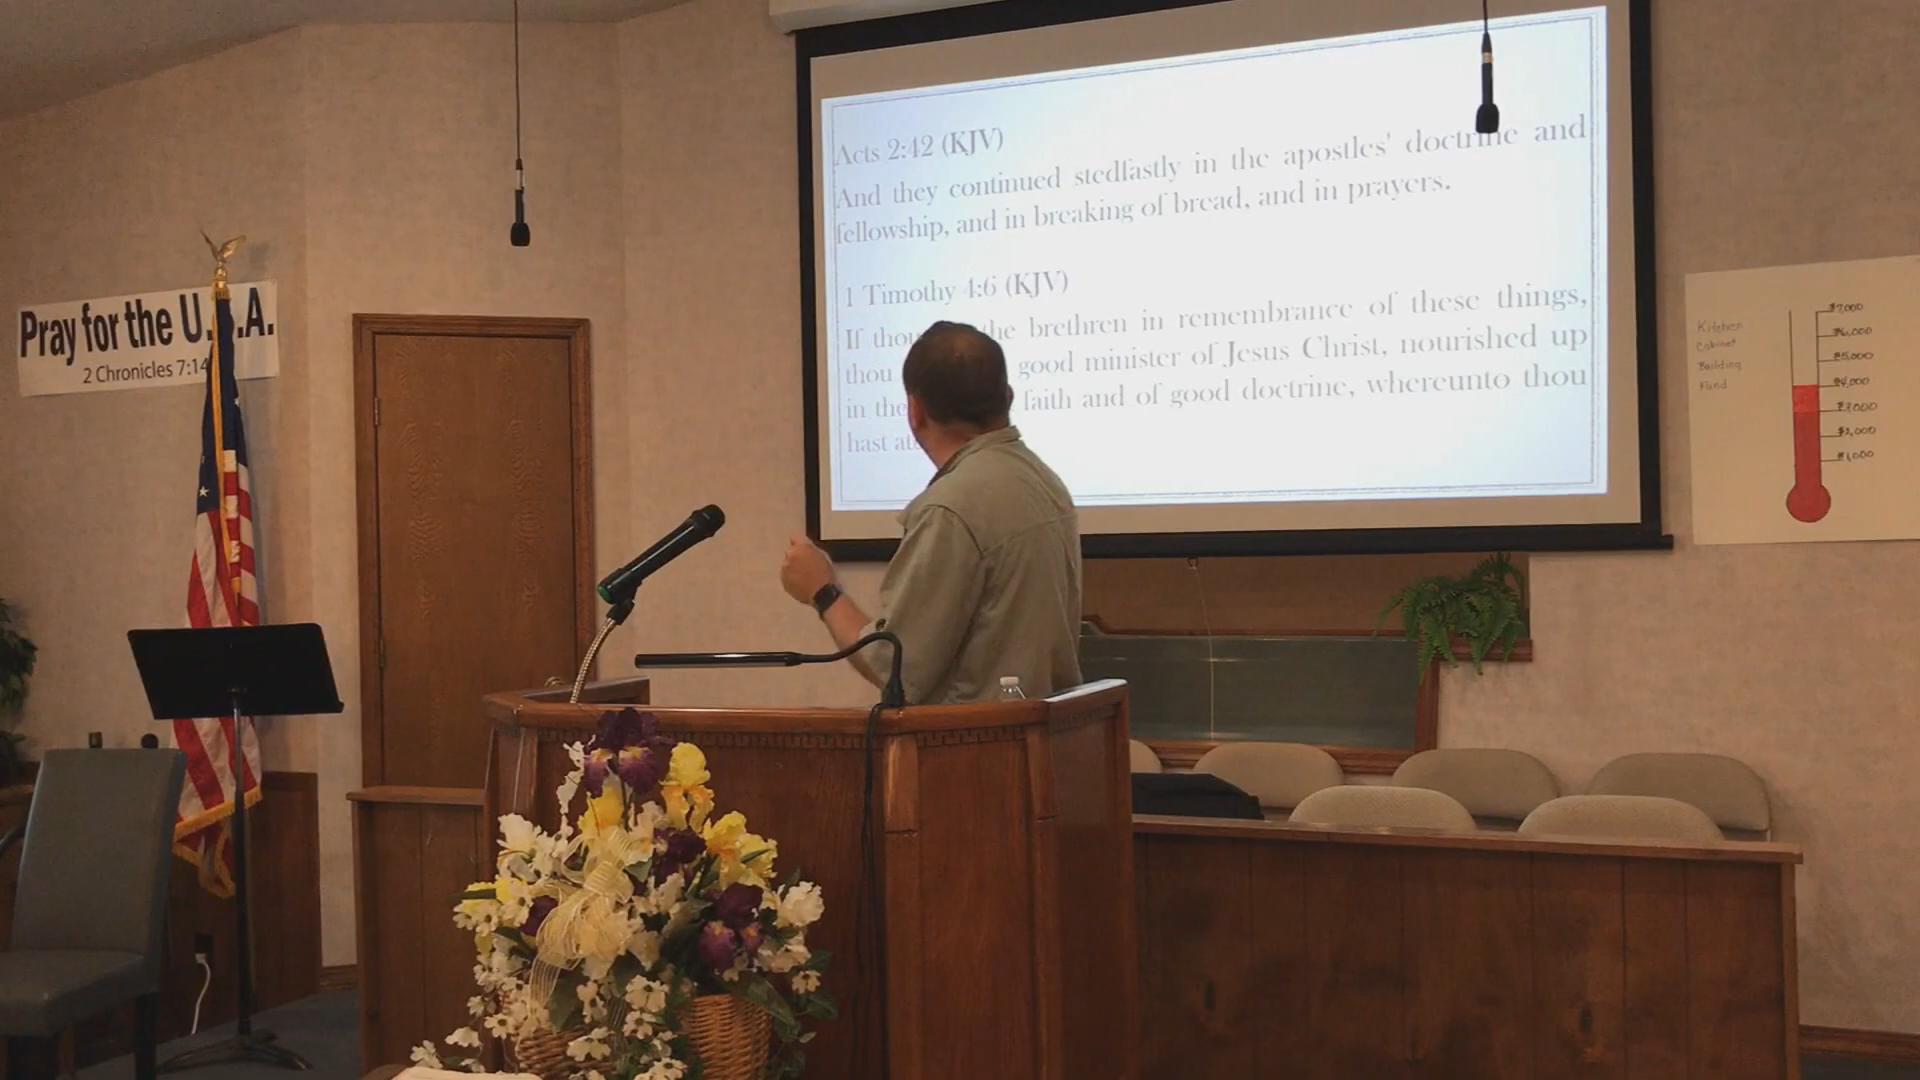 Pray for the U.S.A.
2 Chronicles 7:14
Acts 2:42 (KJV)
And they continued stedfastly in the apostles' doctrine and
fellowship, and in breaking of bread, and in prayers.
1 Timothy 4:6 (KJV)
If thou the brethren in remembrance of these things,
thou good minister of Jesus Christ, nourished up
in the faith and of good doctrine, whereunto thou
hast
Kitchen
Cabinet
Building
Fund
$7,000
$6,000
$5,000
$4,000
$3,000
$2,000
$1,000